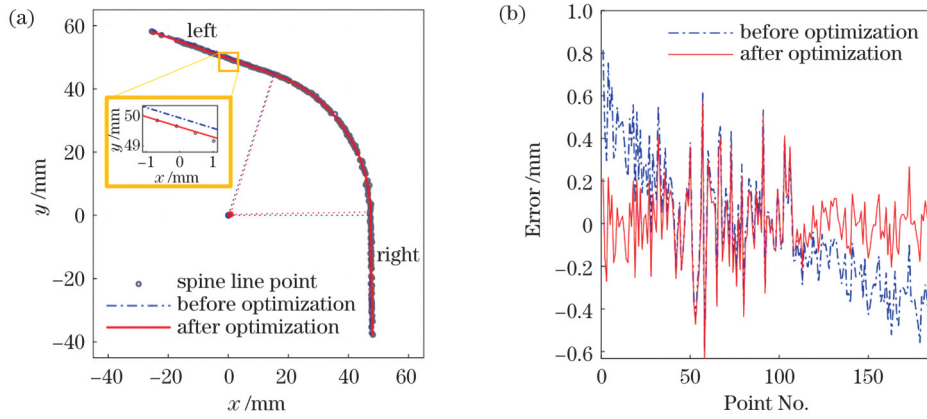 (a)
60
left
40
50
49
y /mm
−1
0
1
x /mm
20
0
−20
−40
y /mm
right
spine line point
before optimization
after optimization
−40
−20
0
20
40
60
x /mm
(b)
1.0
0.8
0.6
0.4
0.2
0
−0.2
−0.4
−0.6
Error /mm
before optimization
after optimization
0
50
100
150
Point No.